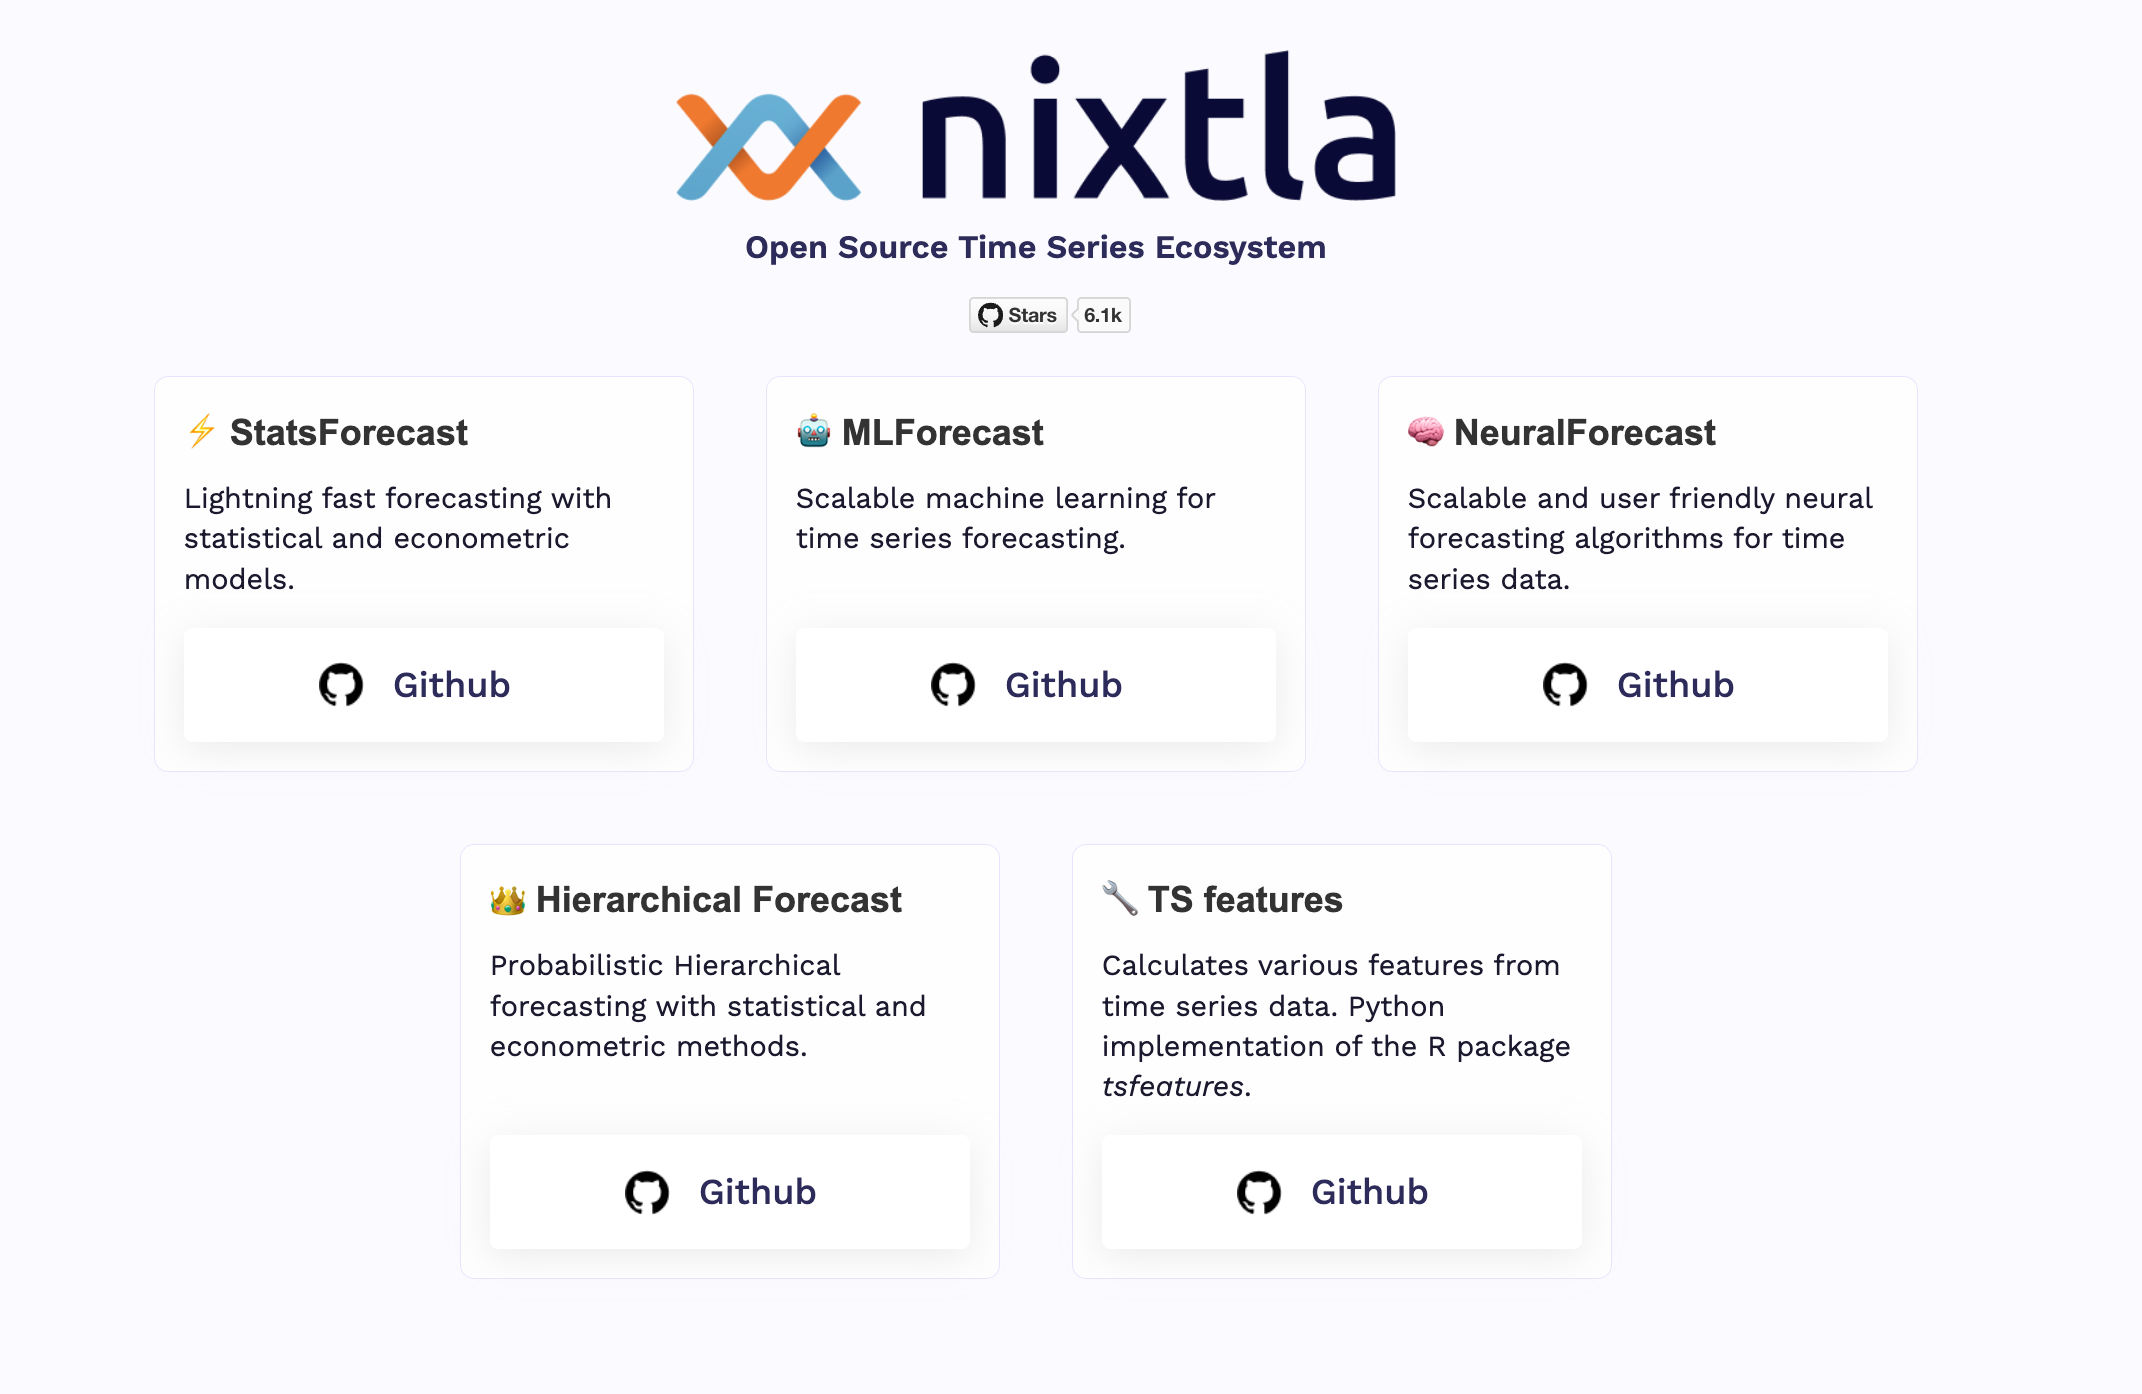 nixtla
Open Source Time Series Ecosystem
Stars 6.1k
StatsForecast
Lightning fast forecasting with
statistical and econometric
models.
Github
MLForecast
Scalable machine learning for
time series forecasting.
Github
NeuralForecast
Scalable and user friendly neural
forecasting algorithms for time
series data.
Github
Hierarchical Forecast
Probabilistic Hierarchical
forecasting with statistical and
econometric methods.
Github
TS features
Calculates various features from
time series data. Python
implementation of the R package
tsfeatures.
Github